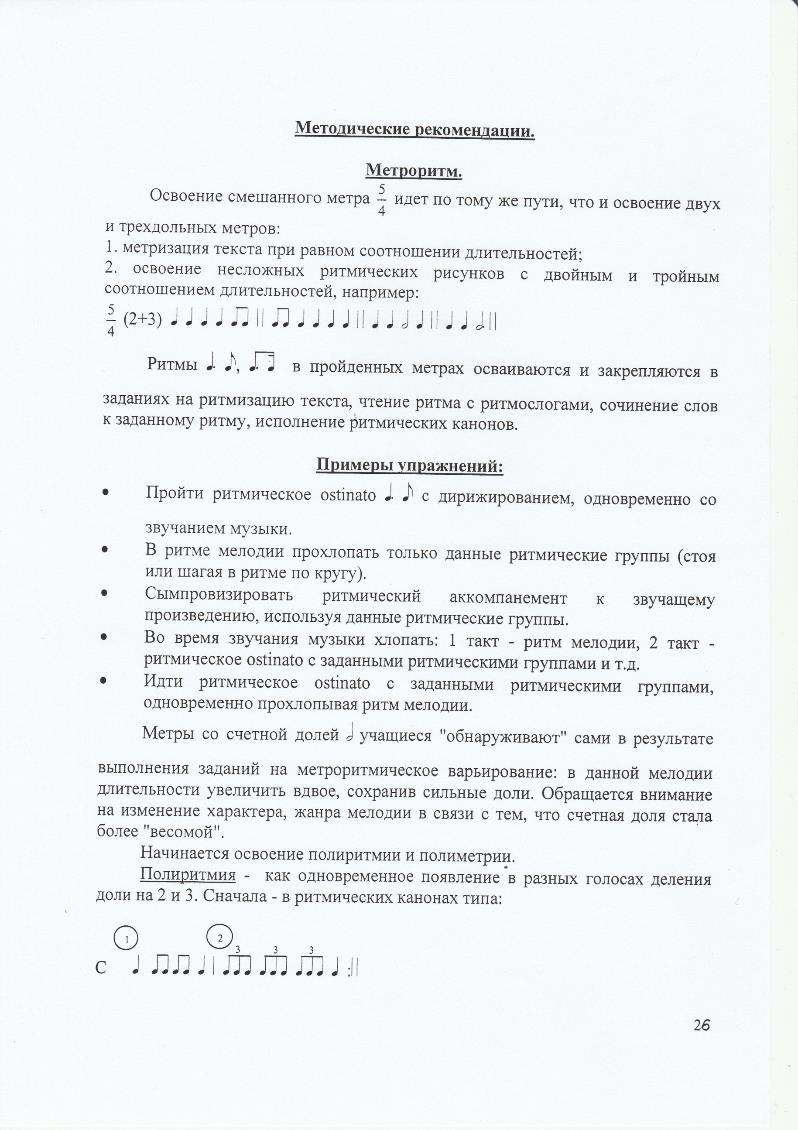 Методические рекомендации.
Метроритм.
Освоение смешанного метра 5/4 идет по тому же пути, что и освоение двух
и трехдольных метров:
1. метризация текста при равном соотношении длительностей;
2. освоение несложных ритмических рисунков с двойным и тройным
соотношением длительностей, например:
5/4 (2+3) ♩ ♩ ♩ ♩ ♫ || ♫ ♩ ♩ ♩ ♩ || ♩ ♩ 𝅗𝅥 ♩ || ♩ ♩ 𝅗𝅥. ||
Ритмы ♩. ♪, ♫ в пройденных метрах осваиваются и закрепляются в
заданиях на ритмизацию текста, чтение ритма с ритмослогами, сочинение слов
к заданному ритму, исполнение ритмических канонов.
Примеры упражнений:
• Пройти ритмическое ostinato ♩. ♪ с дирижированием, одновременно со
звучанием музыки.
• В ритме мелодии прохлопать только данные ритмические группы (стоя
или шагая в ритме по кругу).
• Сымпровизировать ритмический аккомпанемент к звучащему
произведению, используя данные ритмические группы.
• Во время звучания музыки хлопать: 1 такт - ритм мелодии, 2 такт -
ритмическое ostinato с заданными ритмическими группами и т.д.
• Идти ритмическое ostinato с заданными ритмическими группами,
одновременно прохлопывая ритм мелодии.
Метры со счетной долей 𝅗𝅥 учащиеся "обнаруживают" сами в результате
выполнения заданий на метроритмическое варьирование: в данной мелодии
длительности увеличить вдвое, сохранив сильные доли. Обращается внимание
на изменение характера, жанра мелодии в связи с тем, что счетная доля стала
более "весомой".
Начинается освоение полиритмии и полиметрии.
Полиритмия - как одновременное появление в разных голосах деления
доли на 2 и 3. Сначала - в ритмических канонах типа:
1 2
3 3 3
С ♩ ♫ ♫ ♩ | ♫♪ ♫♪ ♫♪ ♩ :||
26